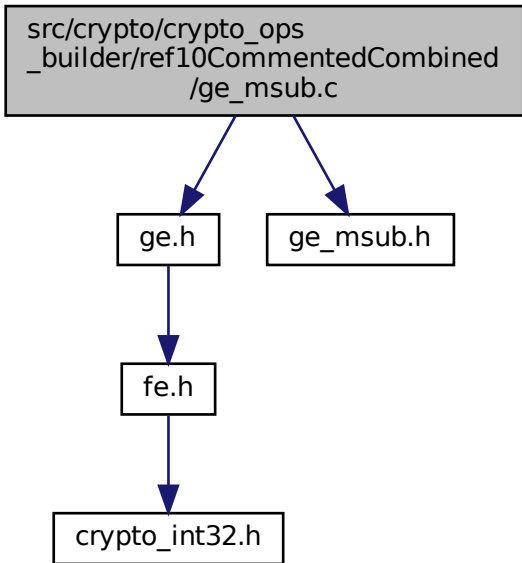 src/crypto/crypto_ops
_builder/ref10CommentedCombined
/ge_msub.c
ge.h
ge_msub.h
fe.h
crypto_int32.h